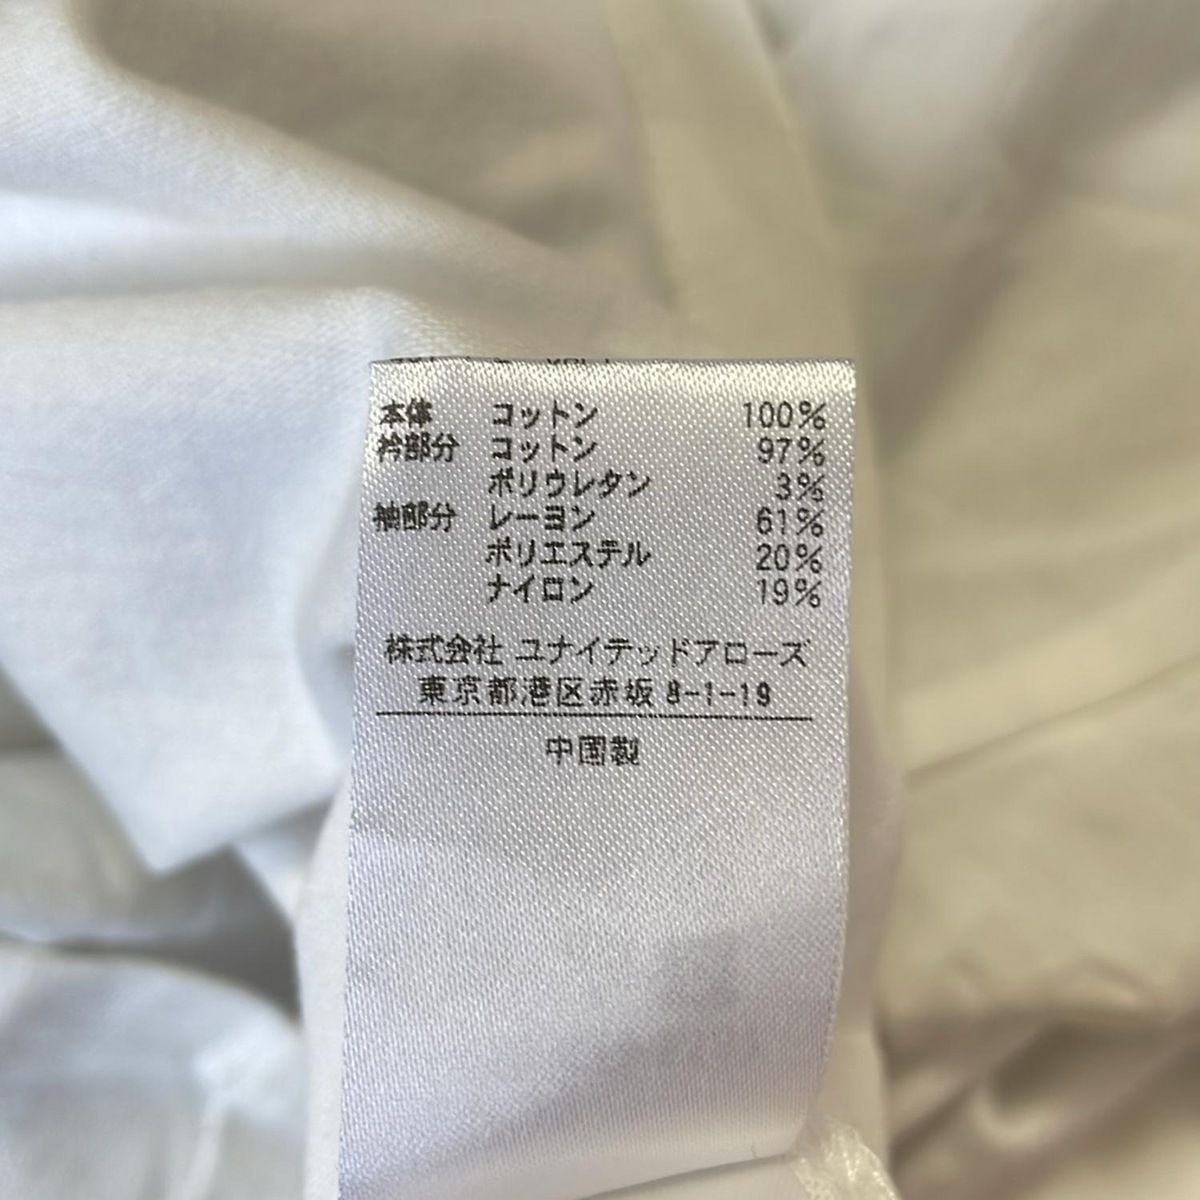 本体 コットン 100%
衿部分 コットン 97%
ポリウレタン 3%
袖部分 レーヨン 61%
ポリエステル 20%
ナイロン 19%
株式会社 ユナイテッドアローズ
東京都港区赤坂 8-1-19
中国製